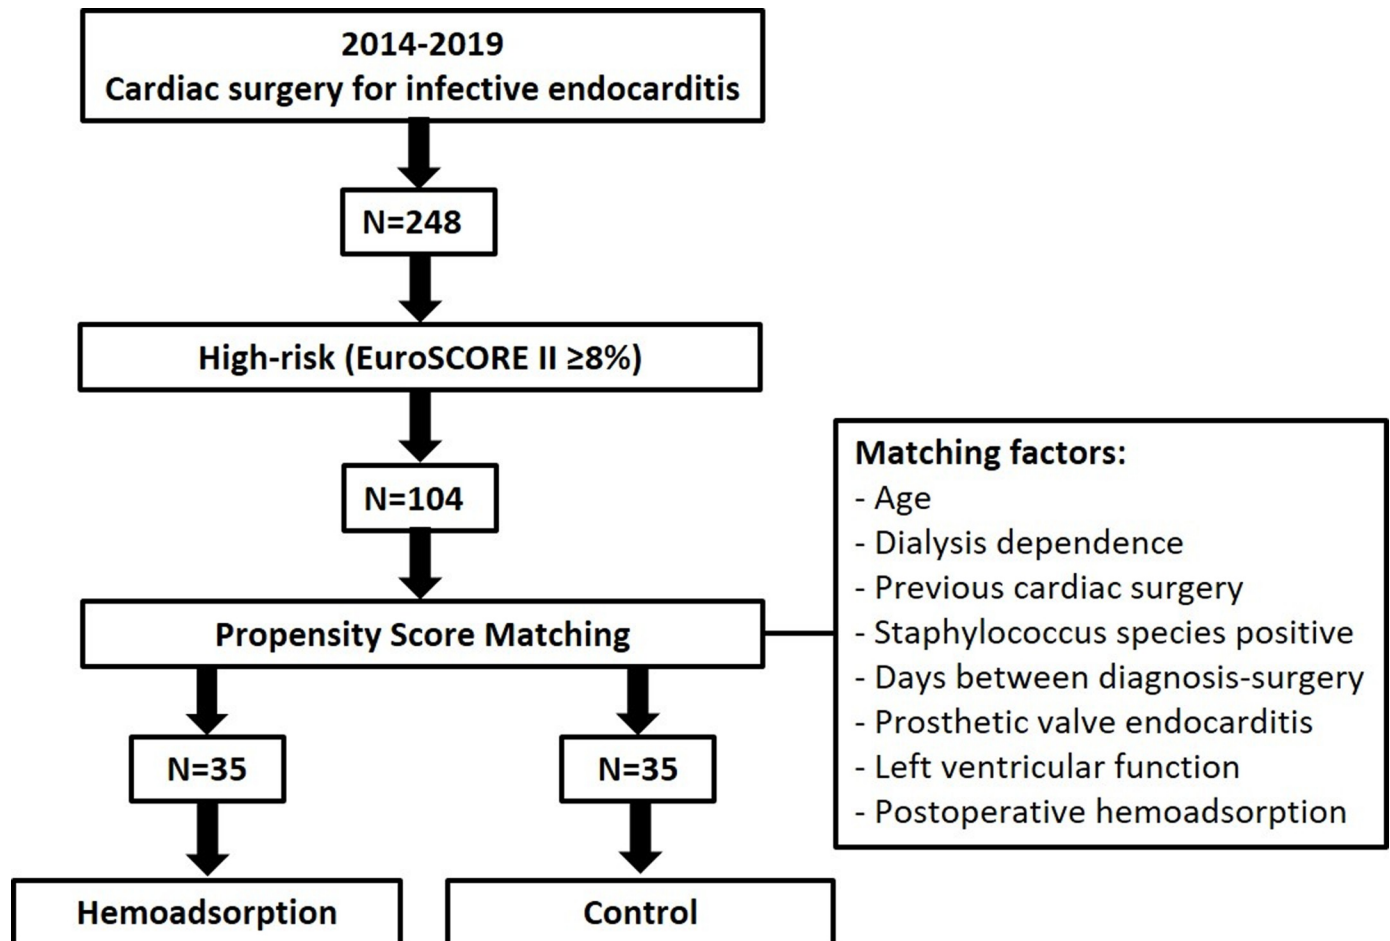 2014-2019
Cardiac surgery for infective endocarditis
N=248
High-risk (EuroSCORE II ≥8%)
N=104
Propensity Score Matching
Matching factors:
- Age
- Dialysis dependence
- Previous cardiac surgery
- Staphylococcus species positive
- Days between diagnosis-surgery
- Prosthetic valve endocarditis
- Left ventricular function
- Postoperative hemoadsorption
N=35
N=35
Hemoadsorption
Control